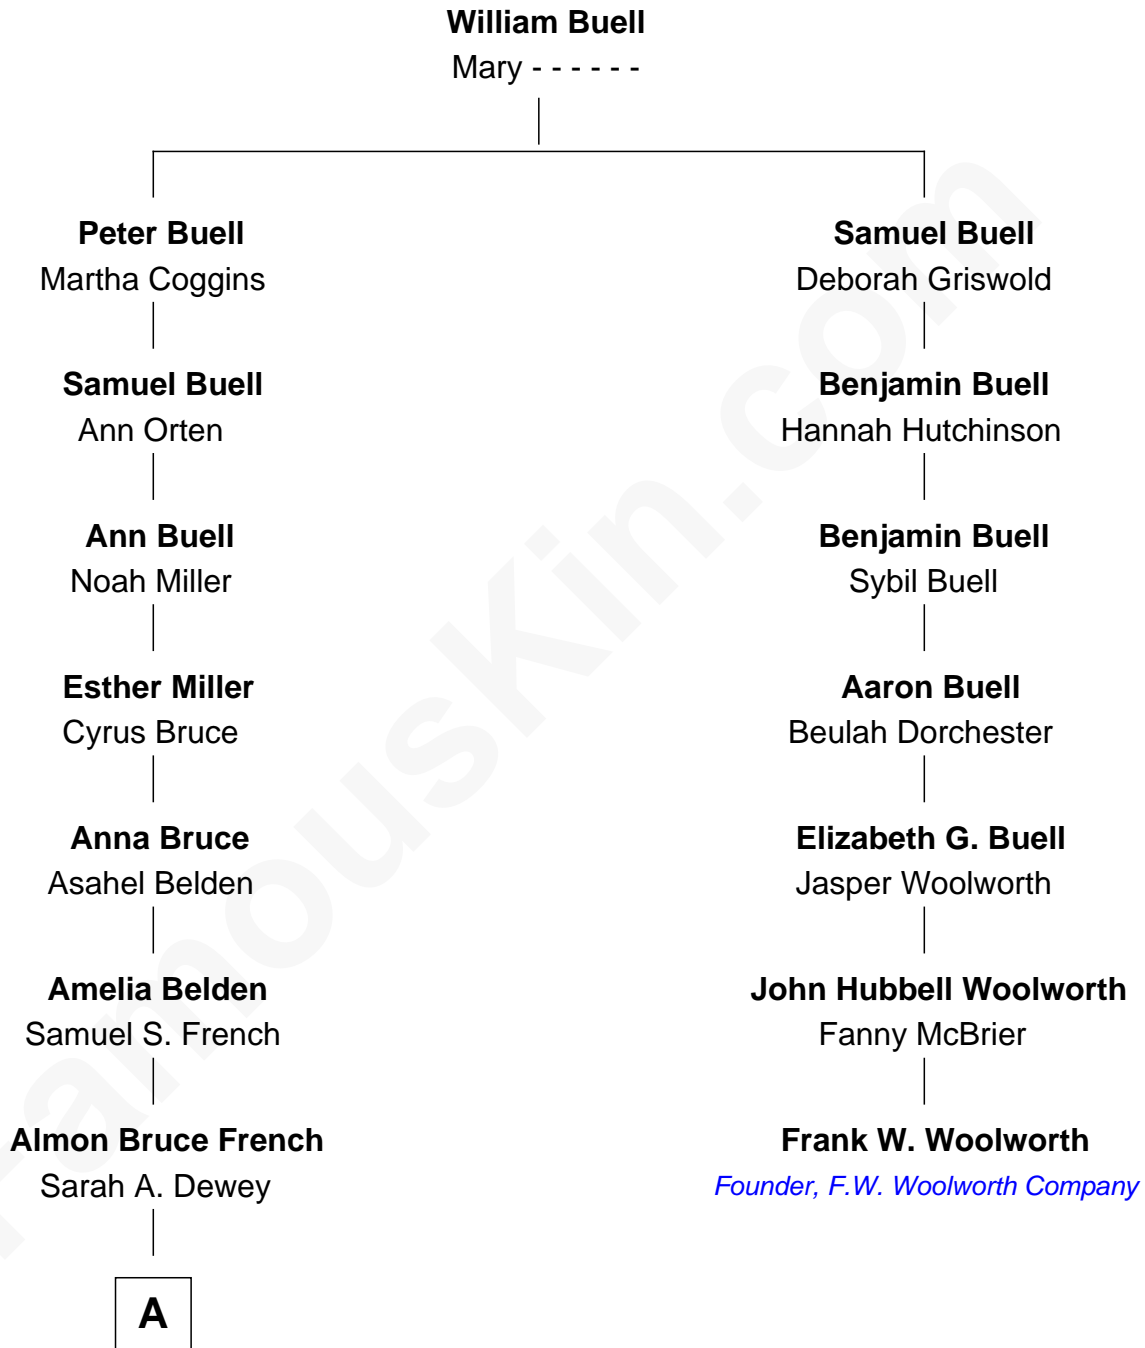 William Buell
Mary - - - - - -
Peter Buell
Martha Coggins
Samuel Buell
Deborah Griswold
Samuel Buell
Ann Orten
Benjamin Buell
Hannah Hutchinson
Ann Buell
Noah Miller
Benjamin Buell
Sybil Buell
Esther Miller
Cyrus Bruce
Aaron Buell
Beulah Dorchester
Anna Bruce
Asahel Belden
Elizabeth G. Buell
Jasper Woolworth
Amelia Belden
Samuel S. French
John Hubbell Woolworth
Fanny McBrier
Almon Bruce French
Sarah A. Dewey
Frank W. Woolworth
Founder, F.W. Woolworth Company
A
FamousKin.com